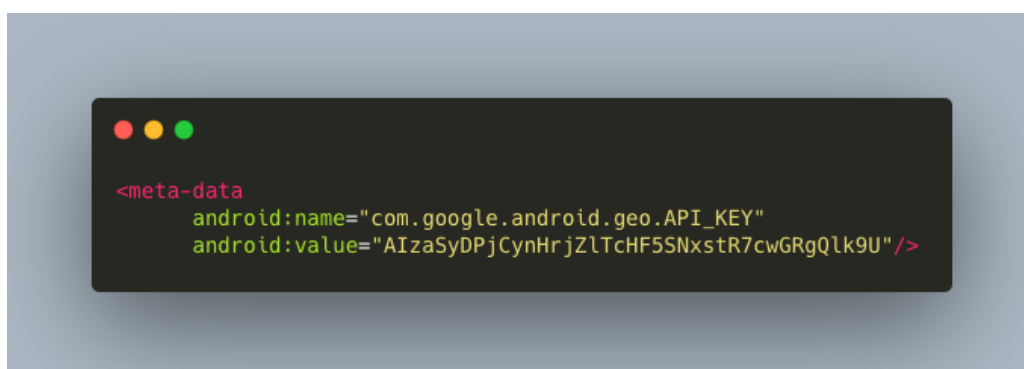 <meta-data
android:name="com.google.android.geo.API_KEY"
android:value="AIzaSyDPjCynHrjZlTcHF5SNxstR7cwGRgQlk9U"/>